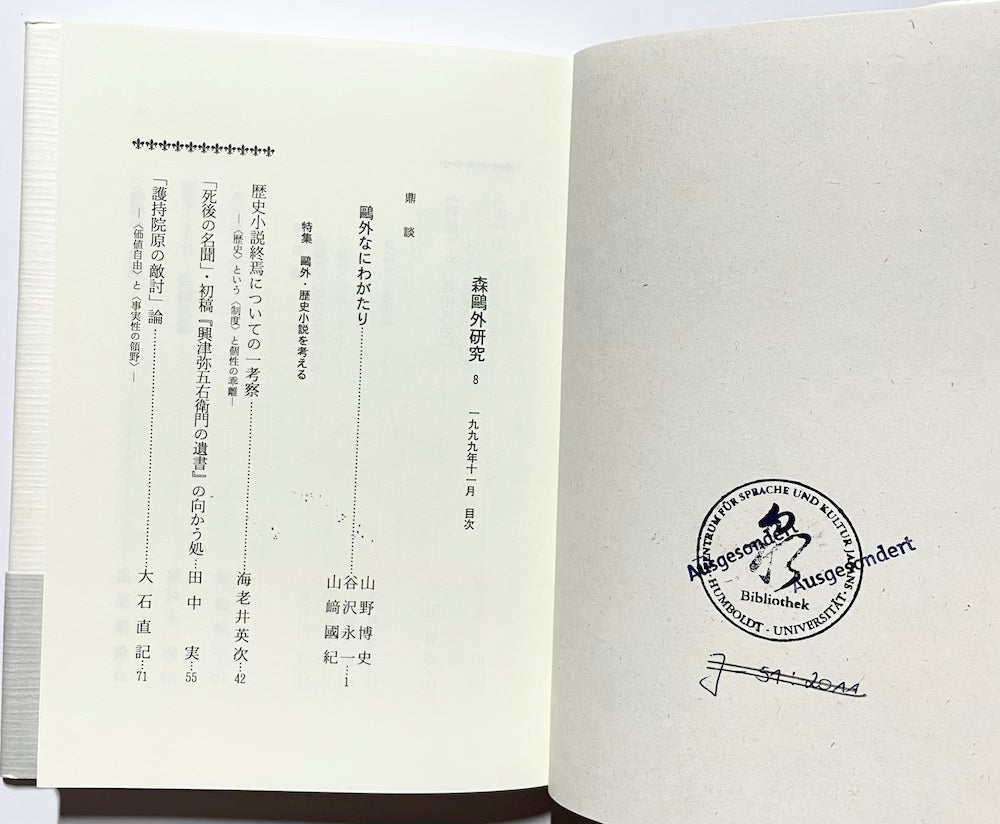 森鷗外研究 8 一九九九年十一月 目次
鼎談
鷗外なにわがたり……山野博史
谷沢永一…1
山﨑國紀
特集 鷗外・歴史小説を考える
歴史小説終焉についての一考察……海老井英次…42
―〈歴史〉という〈制度〉と個性の乖離―
「死後の名聞」・初稿『興津弥五右衛門の遺書』の向かう処…田中 実…55
「護持院原の敵討」論……大石直記…71
―〈価値自由〉と〈事実性の領野〉―
ZENTRUM FÜR SPRACHE UND KULTUR JAPANS
HUMBOLDT - UNIVERSITÄT
Bibliothek
Ausgesondert
Ausgesondert
J 51: 2011